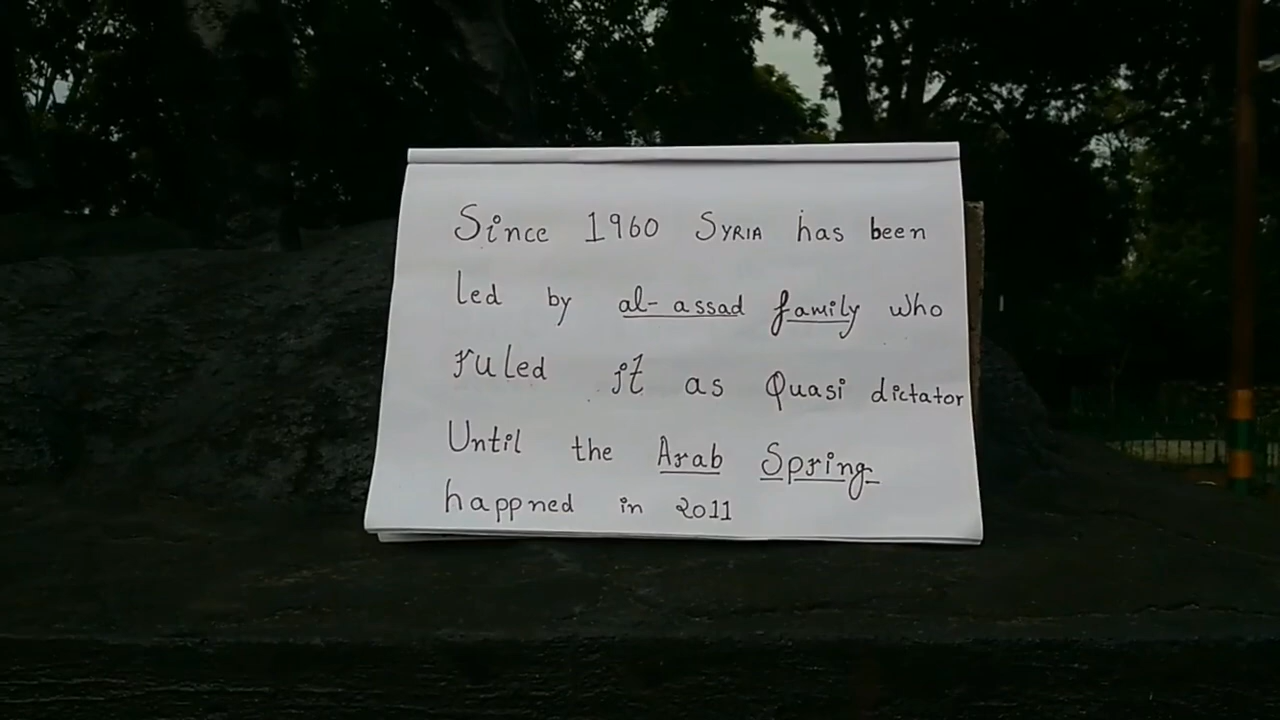 Since 1960 SYRIA has been
led by al-assad family who
ruled it as Quasi dictator
Until the Arab Spring
happned in 2011